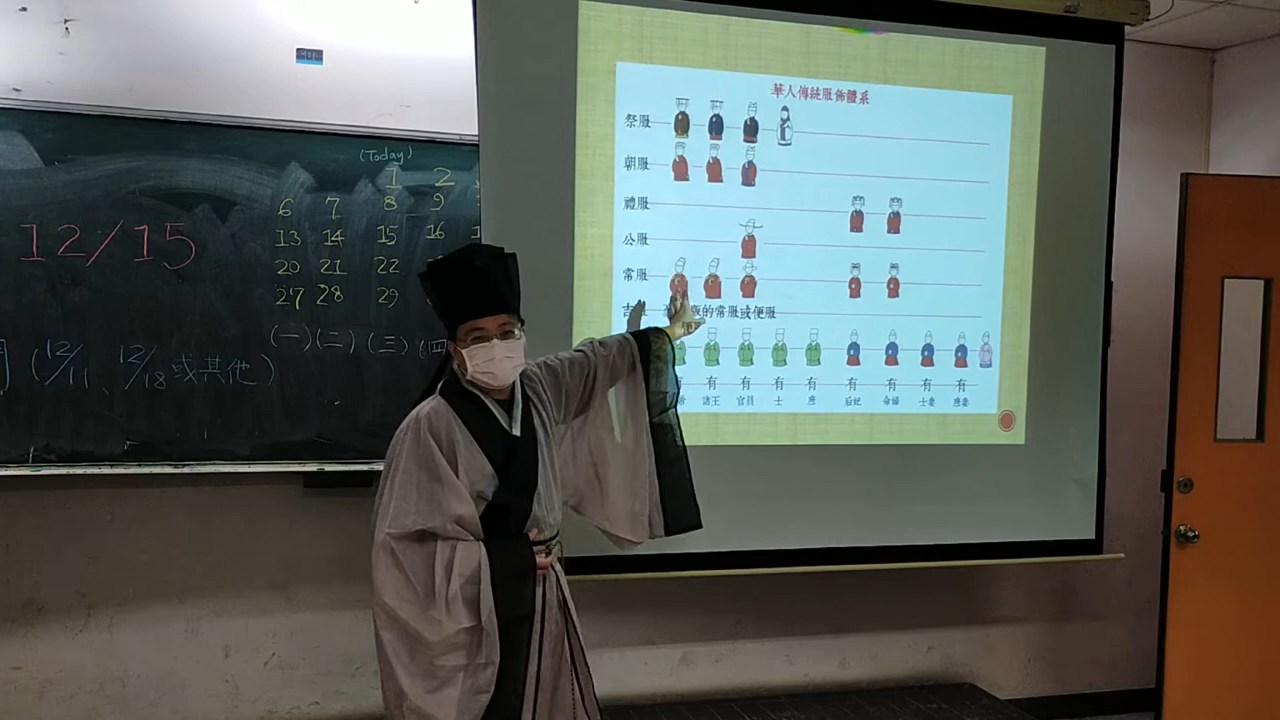 (Today)
1 2
6 7 8 9
13 14 15 16 1
20 21 22
27 28 29
(一) (二) (三) (四
12/15
(12/11、12/18或其他)
華人傳統服飾體系
祭服
朝服
禮服
公服
常服
吉
的常服或便服
有 有 有 有 有 有 有 有
諸王 官員 士 庶 后妃 命婦 士妻 庶妻